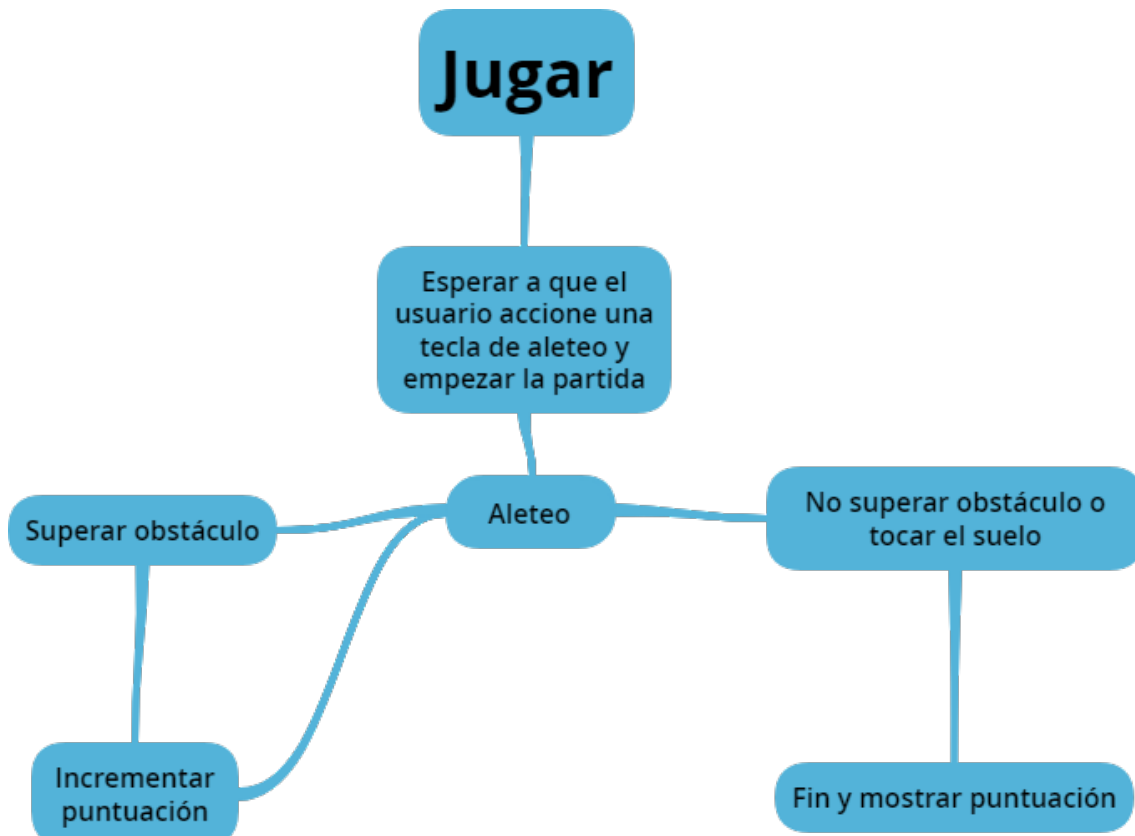 Jugar
Esperar a que el
usuario accione una
tecla de aleteo y
empezar la partida
Aleteo
Superar obstáculo
No superar obstáculo o
tocar el suelo
Incrementar
puntuación
Fin y mostrar puntuación